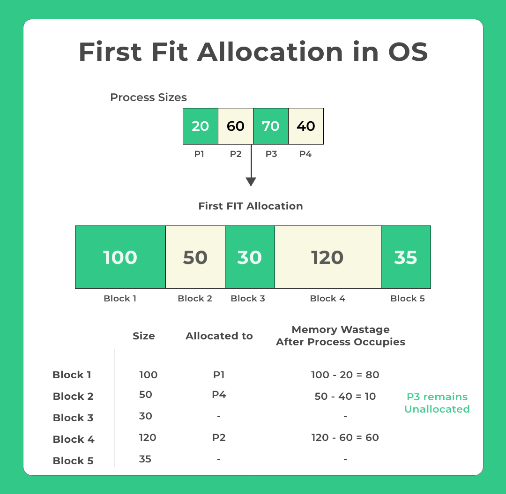 First Fit Allocation in OS
Process Sizes
20 60 70 40
P1 P2 P3 P4
First FIT Allocation
100 50 30 120 35
Block 1 Block 2 Block 3 Block 4 Block 5
Size Allocated to Memory Wastage
After Process Occupies
Block 1 100 P1 100 - 20 = 80
Block 2 50 P4 50 - 40 = 10
P3 remains
Unallocated
Block 3 30 - -
Block 4 120 P2 120 - 60 = 60
Block 5 35 - -